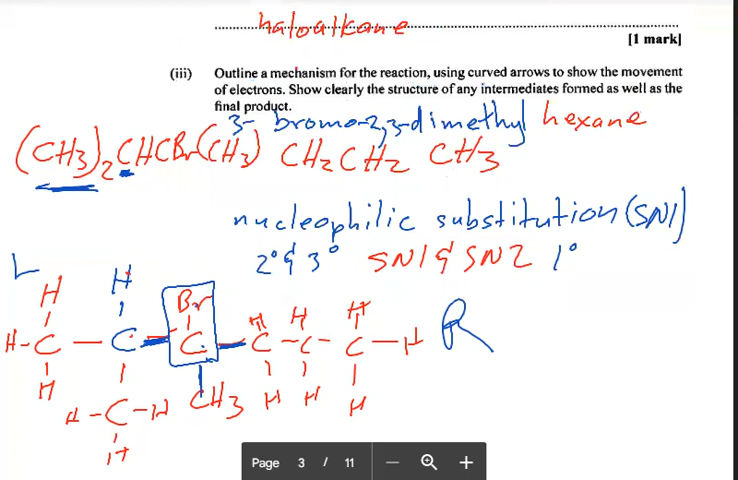 haloalkane
[1 mark]
(iii) Outline a mechanism for the reaction, using curved arrows to show the movement
of electrons. Show clearly the structure of any intermediates formed as well as the
final product.
3- bromo-2,3-dimethyl hexane
(CH3)2CHCBr(CH3) CH2CH2 CH3
nucleophilic substitution (SN1)
2° & 3° SN1 & SN2 1°
L
H H Br H H H
H-C — C — C — C - C - C - H R
H CH3 H H H
H - C - H
H
Page 3 / 11 — +